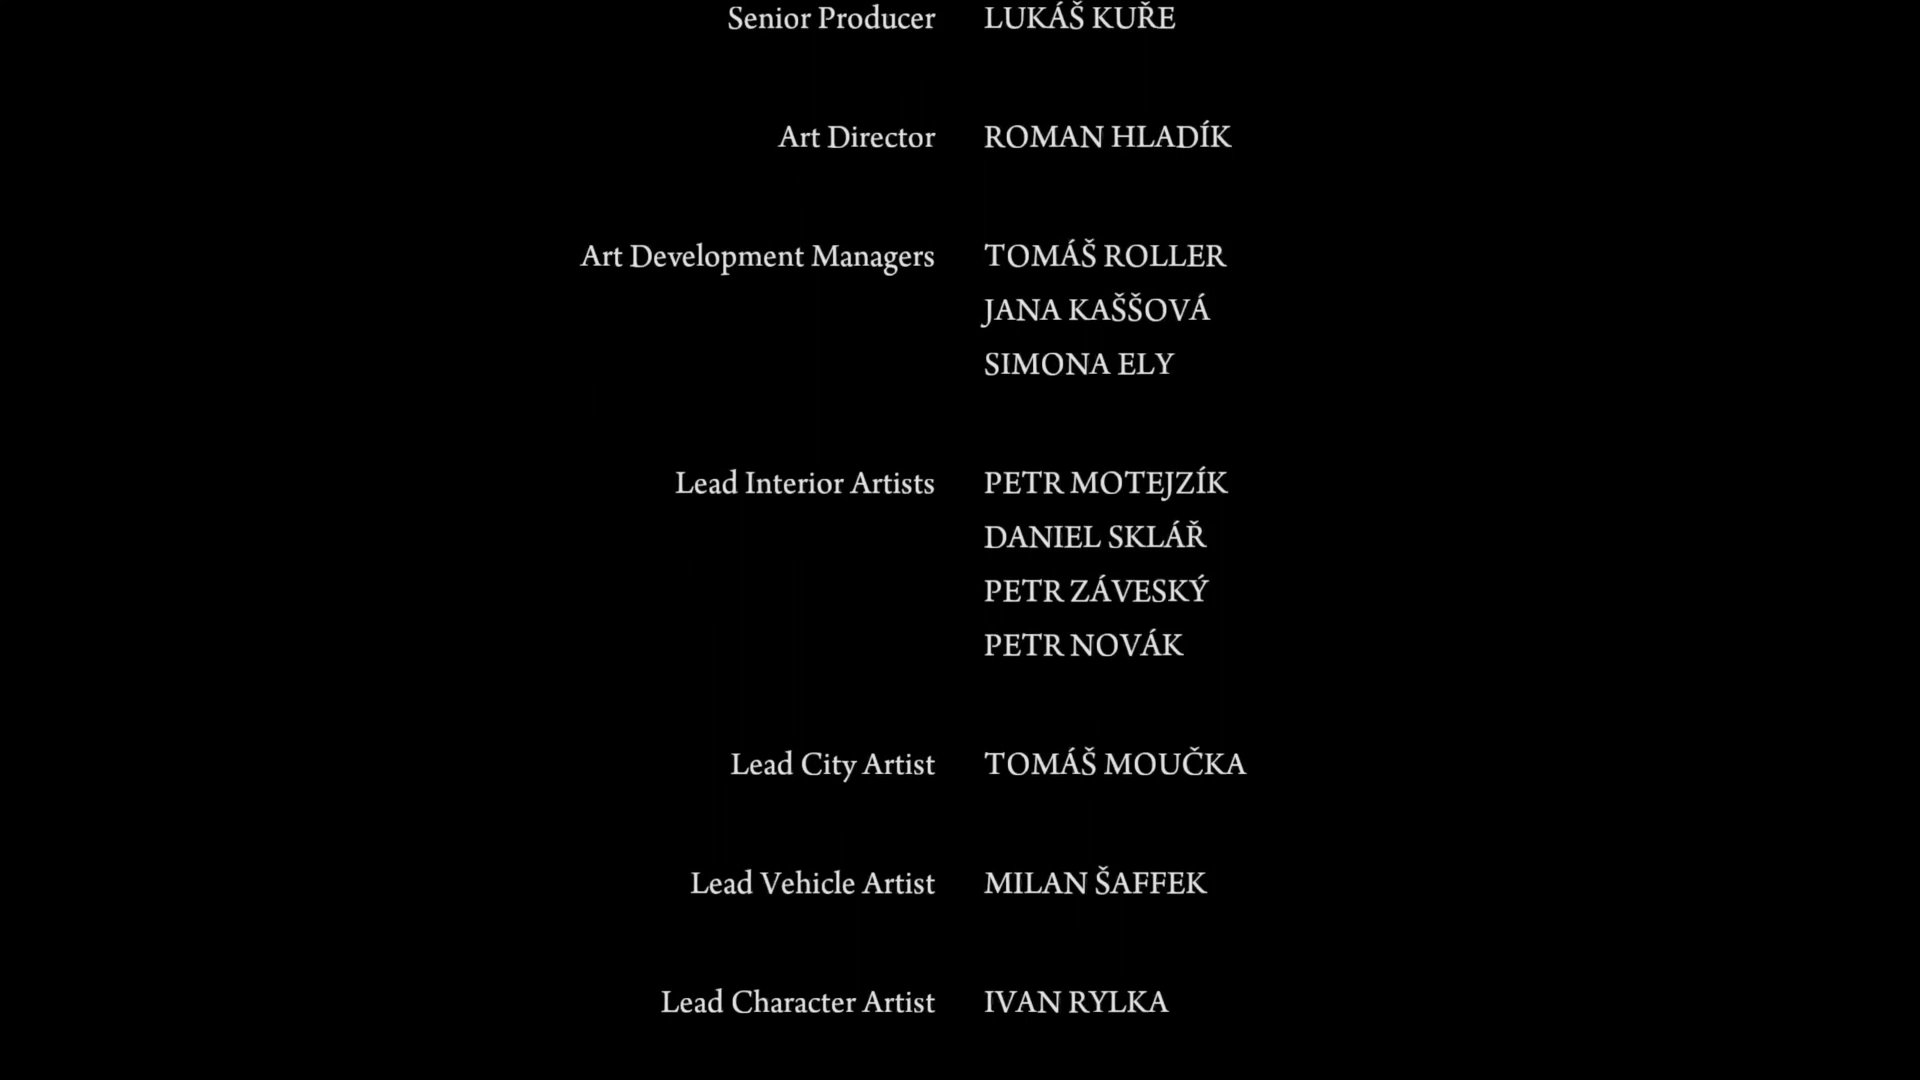 Senior Producer LUKÁŠ KUŘE
Art Director ROMAN HLADÍK
Art Development Managers TOMÁŠ ROLLER
JANA KAŠŠOVÁ
SIMONA ELY
Lead Interior Artists PETR MOTEJZÍK
DANIEL SKLÁŘ
PETR ZÁVESKÝ
PETR NOVÁK
Lead City Artist TOMÁŠ MOUČKA
Lead Vehicle Artist MILAN ŠAFFEK
Lead Character Artist IVAN RYLKA